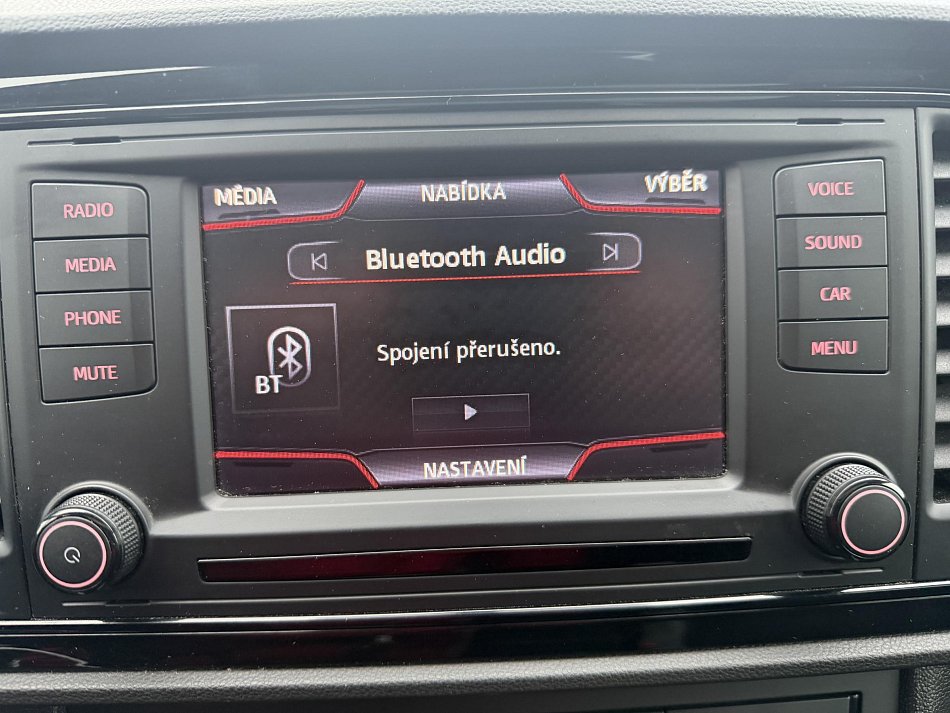 MÉDIA
NABÍDKA
VÝBĚR
Bluetooth Audio
BT
Spojení přerušeno.
NASTAVENÍ
RADIO
MEDIA
PHONE
MUTE
VOICE
SOUND
CAR
MENU